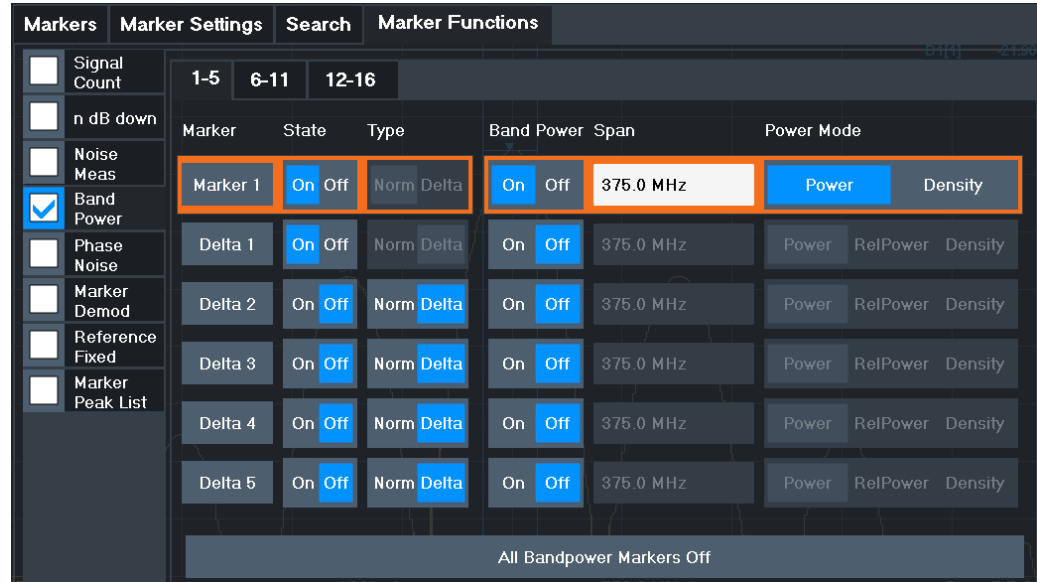 Markers Marker Settings Search Marker Functions
D1[1] -21.90
Signal
Count
n dB down
Noise
Meas
Band
Power
Phase
Noise
Marker
Demod
Reference
Fixed
Marker
Peak List
1-5 6-11 12-16
Marker State Type Band Power Span Power Mode
Marker 1 On Off Norm Delta On Off 375.0 MHz Power Density
Delta 1 On Off Norm Delta On Off 375.0 MHz Power RelPower Density
Delta 2 On Off Norm Delta On Off 375.0 MHz Power RelPower Density
Delta 3 On Off Norm Delta On Off 375.0 MHz Power RelPower Density
Delta 4 On Off Norm Delta On Off 375.0 MHz Power RelPower Density
Delta 5 On Off Norm Delta On Off 375.0 MHz Power RelPower Density
All Bandpower Markers Off